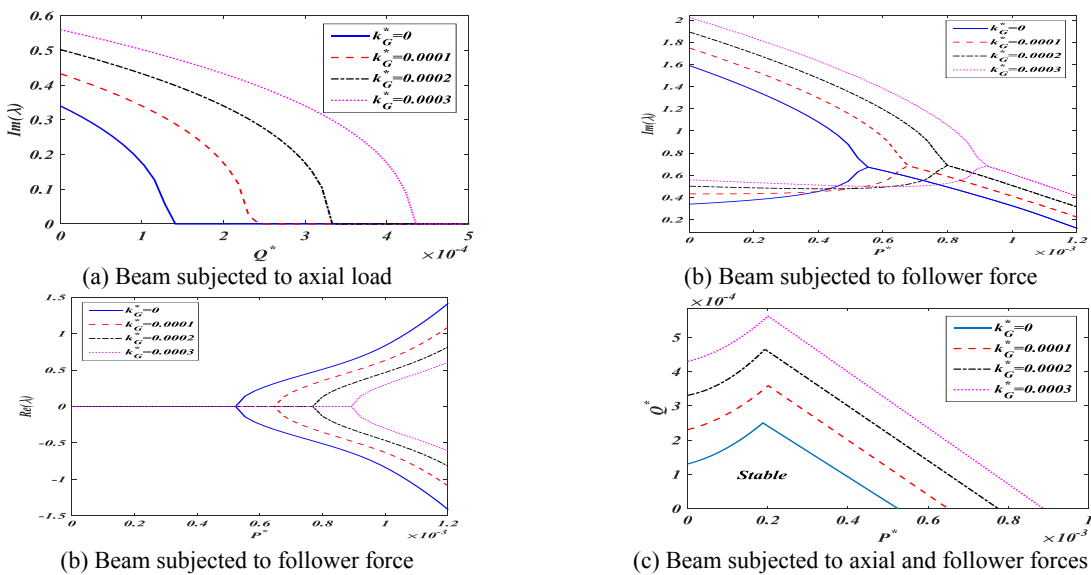 0.6
0.5
0.4
0.3
0.2
0.1
0
Im(λ)
k*G=0
k*G=0.0001
k*G=0.0002
k*G=0.0003
0 1 2 3 4 5
Q* ×10-4
(a) Beam subjected to axial load
2
1.8
1.6
1.4
1.2
1
0.8
0.6
0.4
0.2
Im(λ)
k*G=0
k*G=0.0001
k*G=0.0002
k*G=0.0003
0 0.2 0.4 0.6 0.8 1 1.2
P* ×10-3
(b) Beam subjected to follower force
1.5
1
0.5
0
-0.5
-1
-1.5
Re(λ)
k*G=0
k*G=0.0001
k*G=0.0002
k*G=0.0003
0 0.2 0.4 0.6 0.8 1 1.2
P* ×10-3
(b) Beam subjected to follower force
×10-4
5
4
3
2
1
0
Q*
k*G=0
k*G=0.0001
k*G=0.0002
k*G=0.0003
Stable
0 0.2 0.4 0.6 0.8 1
P* ×10-3
(c) Beam subjected to axial and follower forces